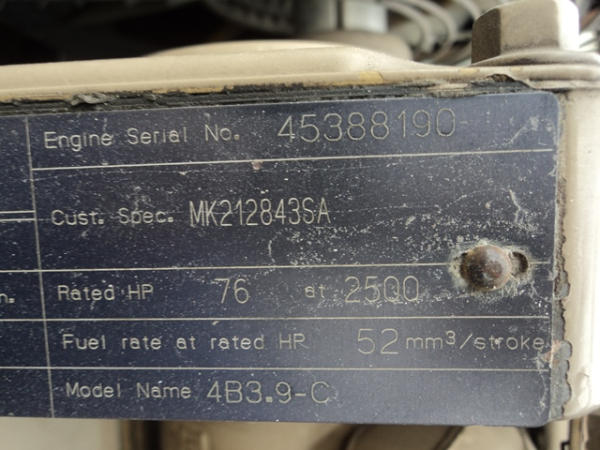 Engine Serial No. 45388190
Cust. Spec. MK212843SA
n. Rated HP 76 at 2500
Fuel rate at rated HP 52 mm³/stroke
Model Name 4B3.9-C